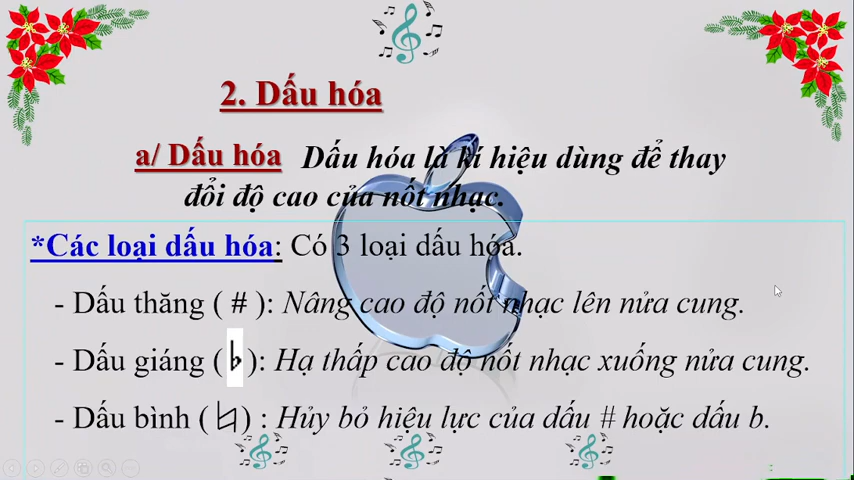 2. Dấu hóa
a/ Dấu hóa Dấu hóa là kí hiệu dùng để thay
đổi độ cao của nốt nhạc.
*Các loại dấu hóa: Có 3 loại dấu hóa.
- Dấu thăng ( # ): Nâng cao độ nốt nhạc lên nửa cung.
- Dấu giáng ( ♭ ): Hạ thấp cao độ nốt nhạc xuống nửa cung.
- Dấu bình ( ♮ ) : Hủy bỏ hiệu lực của dấu # hoặc dấu b.